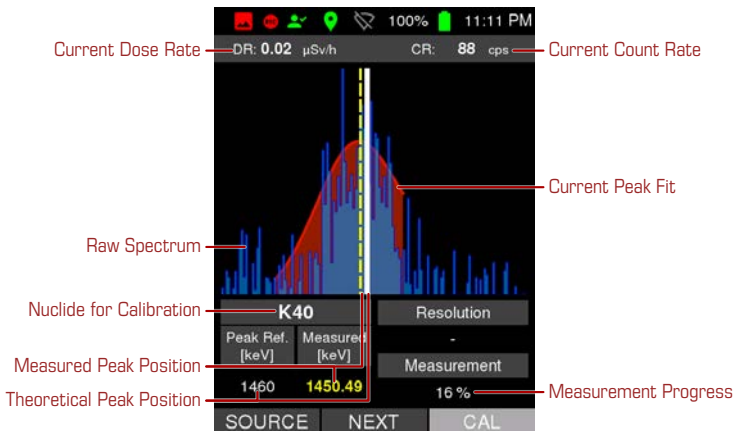 100% 11:11 PM
Current Dose Rate DR: 0.02 µSv/h CR: 88 cps Current Count Rate
Current Peak Fit
Raw Spectrum
Nuclide for Calibration K40 Resolution
Peak Ref. [keV] Measured [keV] -
Measured Peak Position Measurement
Theoretical Peak Position 1460 1450.49 16 % Measurement Progress
SOURCE NEXT CAL